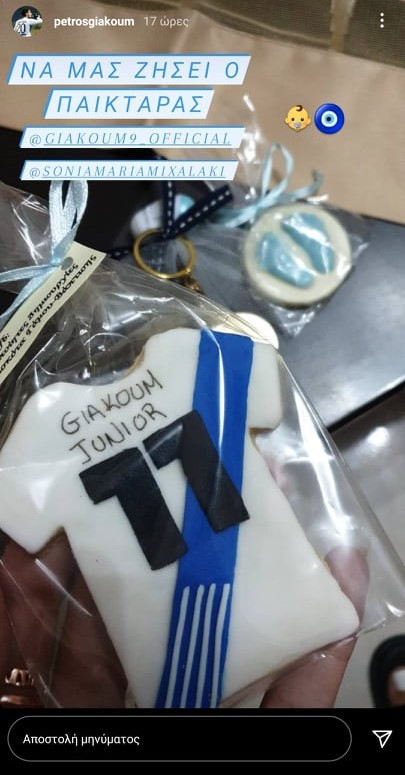 petrosgiakoum 17 ώρες
ΝΑ ΜΑΣ ΖΗΣΕΙ Ο
ΠΑΙΚΤΑΡΑΣ
@GIAKOUM9_OFFICIAL
@SONIAMARIAMIXALAKI
GIAKOUM
JUNIOR
11
Αποστολή μηνύματος